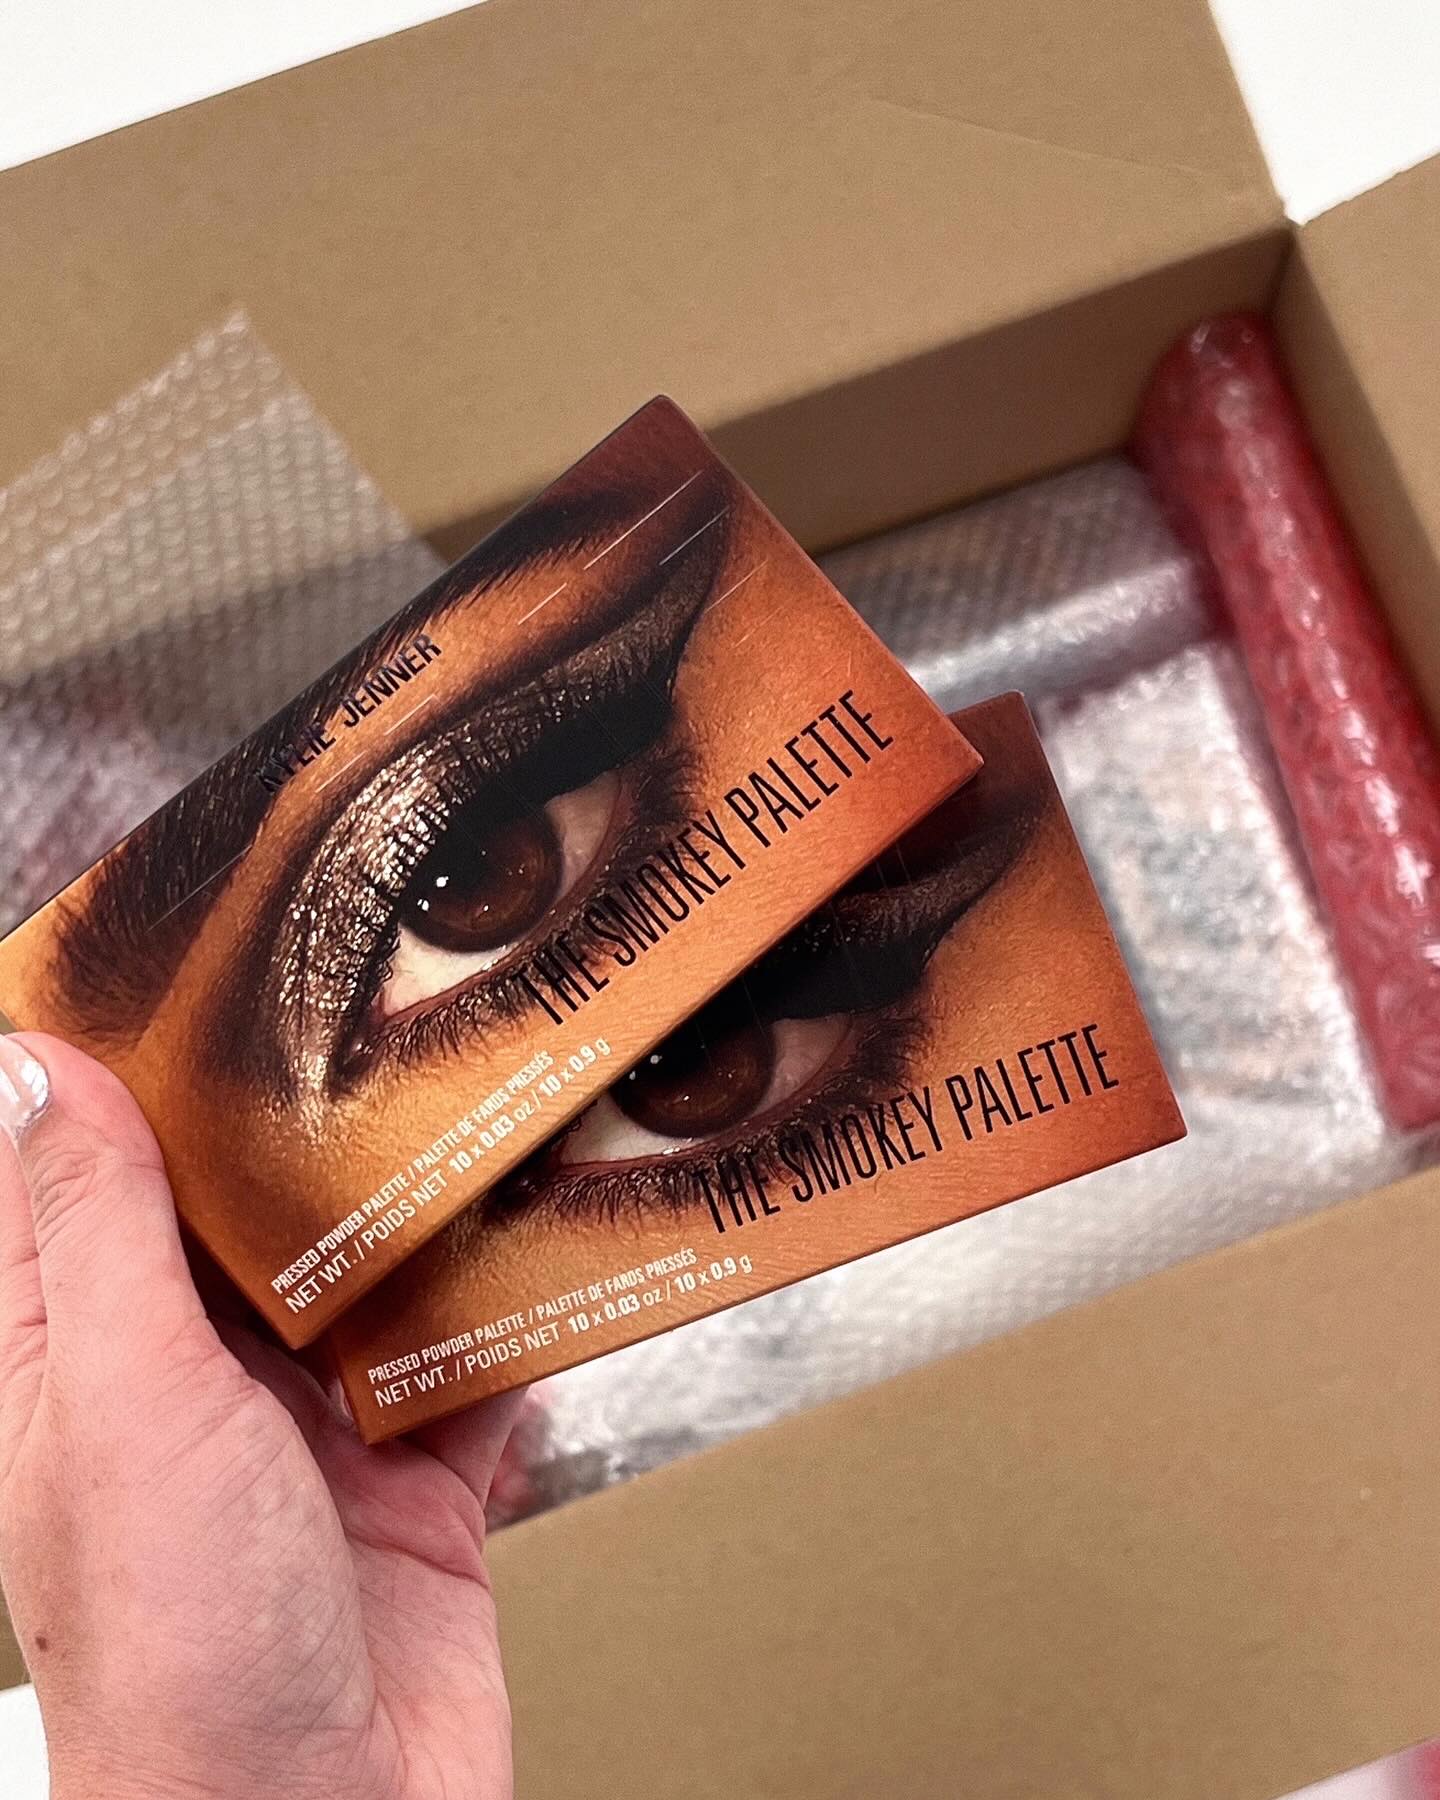 KYLIE JENNER
THE SMOKEY PALETTE
PRESSED POWDER PALETTE / PALETTE DE FARDS PRESSÉS
NET WT. / POIDS NET 10 x 0.03 oz / 10 x 0.9 g
THE SMOKEY PALETTE
PRESSED POWDER PALETTE / PALETTE DE FARDS PRESSÉS
NET WT. / POIDS NET 10 x 0.03 oz / 10 x 0.9 g